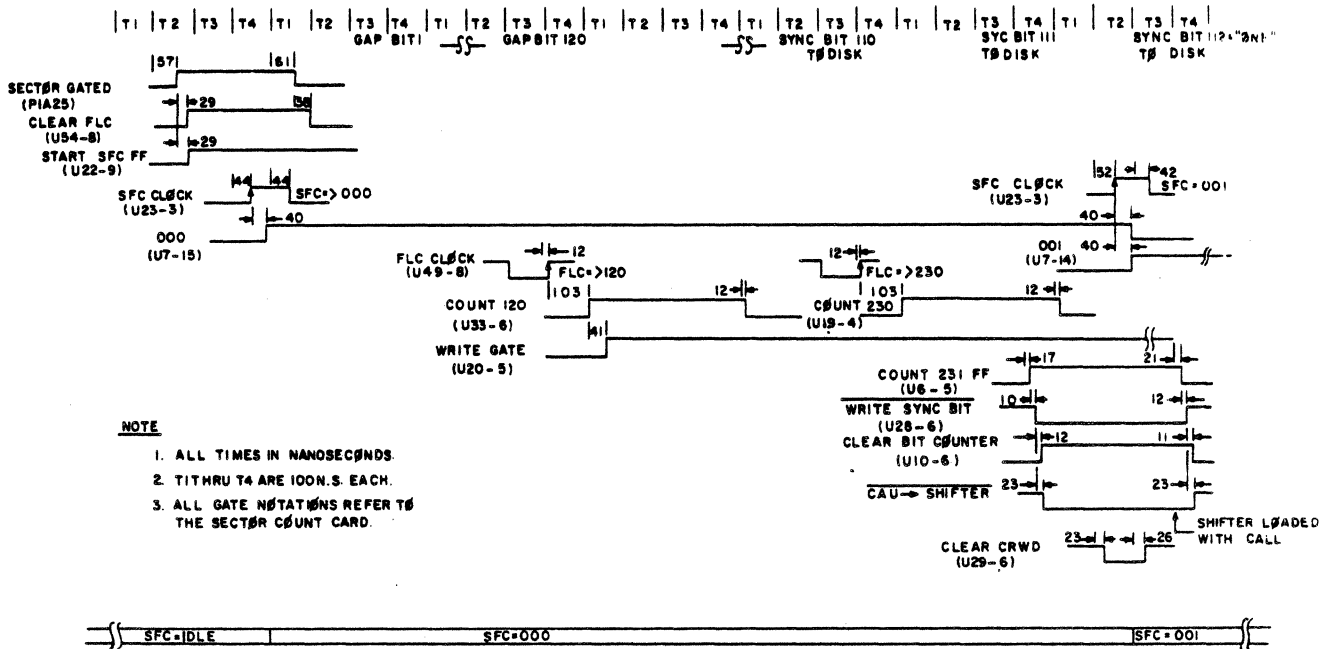 T1 T2 T3 T4 T1 T2 T3 T4 T1 T2 T3 T4 T1 T2 T3 T4 T1 T2 T3 T4 T1 T2 T3 T4 T1 T2 T3 T4
GAP BIT 1 GAP BIT 120 SYNC BIT 110 TØ DISK SYC BIT 111 TØ DISK SYNC BIT 112= "ØNE" TØ DISK
57 61
SECTØR GATED
(PIA25)
29 38
CLEAR FLC
(U54-8)
29
START SFC FF
(U22-9)
44 44
SFC CLØCK
(U23-3)
SFC=>000
52 42
SFC CLØCK
(U23-3)
SFC=001
40
000
(U7-15)
40
001
(U7-14)
40
FLC CLØCK
(U49-8)
12
FLC=>120
12
FLC=>230
103 12
COUNT 120
(U33-6)
103 12
CØUNT 230
(U19-4)
41
WRITE GATE
(U20-5)
17 21
COUNT 231 FF
(U6-5)
10 12
WRITE SYNC BIT
(U28-6)
12 11
CLEAR BIT CØUNTER
(U10-6)
23 23
CAU→ SHIFTER
SHIFTER LØADED
WITH CALL
23 26
CLEAR CRWD
(U29-6)
NOTE
1. ALL TIMES IN NANOSECØNDS.
2. T1THRU T4 ARE 100N.S. EACH.
3. ALL GATE NØTATIØNS REFER TØ
THE SECTØR CØUNT CARD.
SFC=IDLE SFC=000 SFC=001